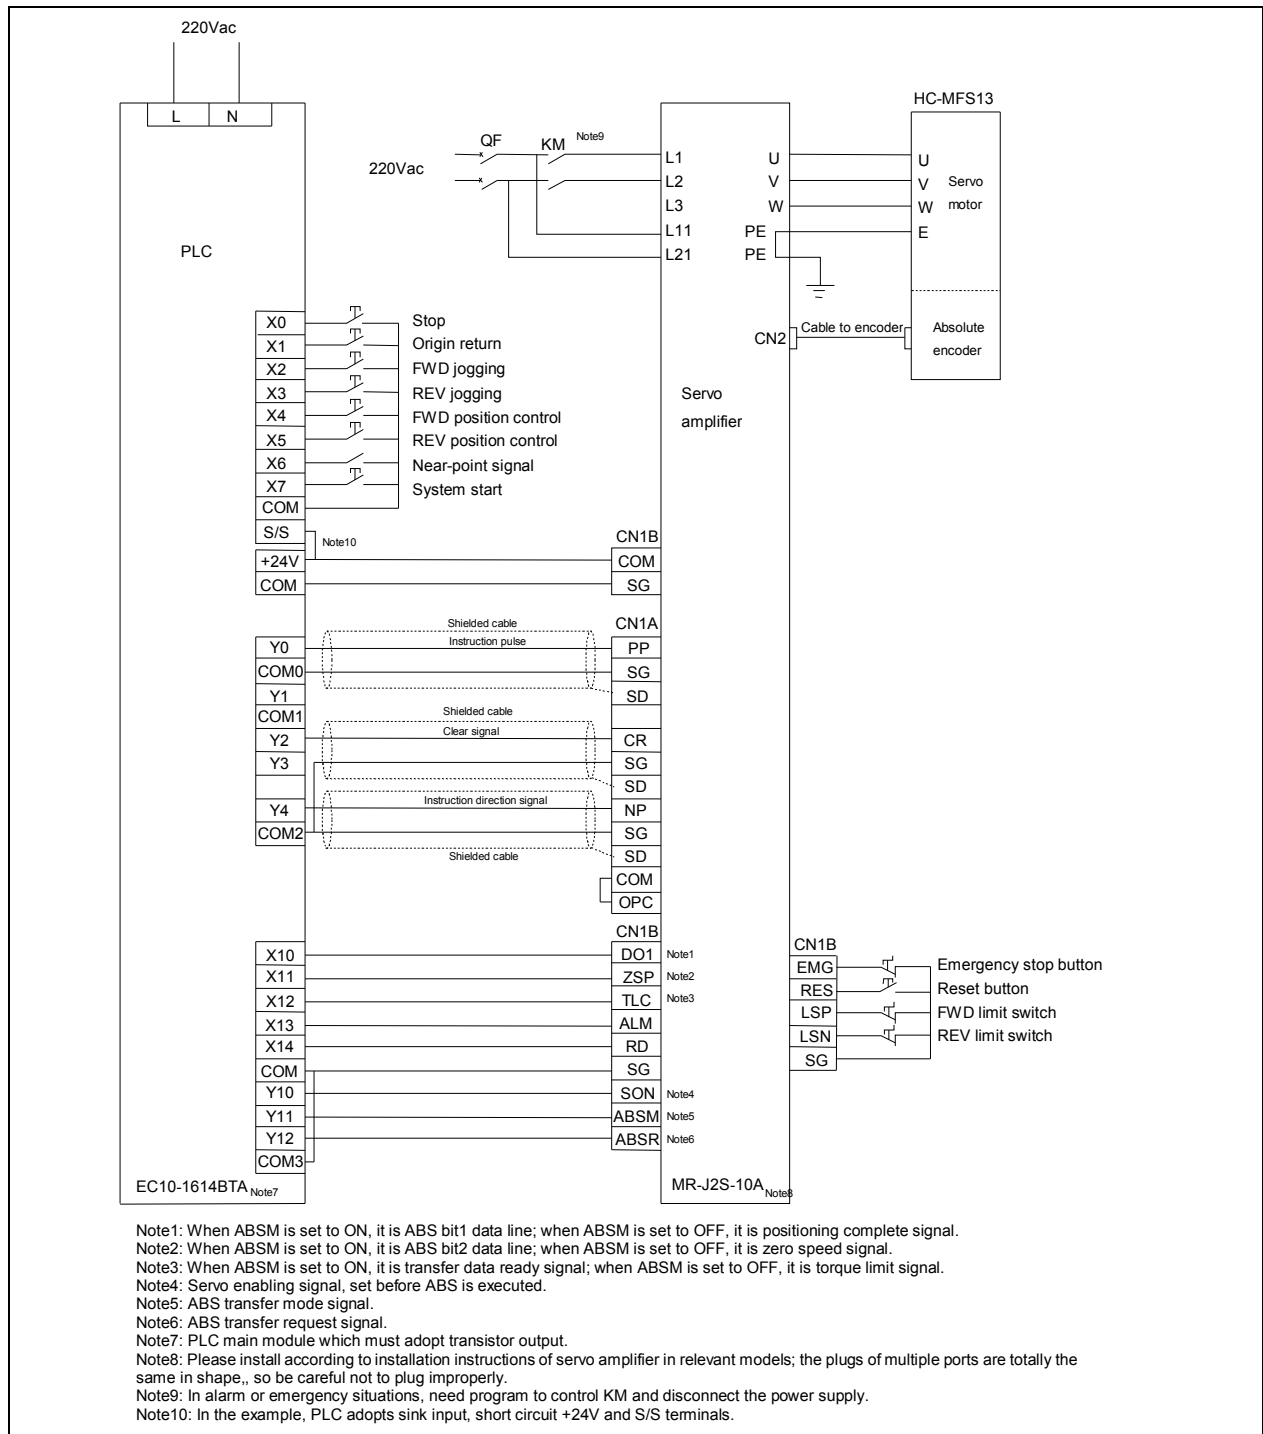 220Vac
L N
PLC
X0 Stop
X1 Origin return
X2 FWD jogging
X3 REV jogging
X4 FWD position control
X5 REV position control
X6 Near-point signal
X7 System start
COM
S/S
Note10
+24V
COM
Y0
COM0
Y1
COM1
Y2
Y3
Y4
COM2
X10
X11
X12
X13
X14
COM
Y10
Y11
Y12
COM3
EC10-1614BTA Note7
220Vac
QF
KM
Note9
Shielded cable
Instruction pulse
Shielded cable
Clear signal
Instruction direction signal
Shielded cable
L1
L2
L3
L11
L21
U
V
W
PE
PE
CN2
Servo
amplifier
CN1B
COM
SG
CN1A
PP
SG
SD
CR
SG
SD
NP
SG
SD
COM
OPC
CN1B
DO1 Note1
ZSP Note2
TLC Note3
ALM
RD
SG
SON Note4
ABSM Note5
ABSR Note6
MR-J2S-10A Note8
HC-MFS13
U
V
W
E
Servo
motor
Cable to encoder
Absolute
encoder
CN1B
EMG Emergency stop button
RES Reset button
LSP FWD limit switch
LSN REV limit switch
SG
Note1: When ABSM is set to ON, it is ABS bit1 data line; when ABSM is set to OFF, it is positioning complete signal.
Note2: When ABSM is set to ON, it is ABS bit2 data line; when ABSM is set to OFF, it is zero speed signal.
Note3: When ABSM is set to ON, it is transfer data ready signal; when ABSM is set to OFF, it is torque limit signal.
Note4: Servo enabling signal, set before ABS is executed.
Note5: ABS transfer mode signal.
Note6: ABS transfer request signal.
Note7: PLC main module which must adopt transistor output.
Note8: Please install according to installation instructions of servo amplifier in relevant models; the plugs of multiple ports are totally the
same in shape,, so be careful not to plug improperly.
Note9: In alarm or emergency situations, need program to control KM and disconnect the power supply.
Note10: In the example, PLC adopts sink input, short circuit +24V and S/S terminals.